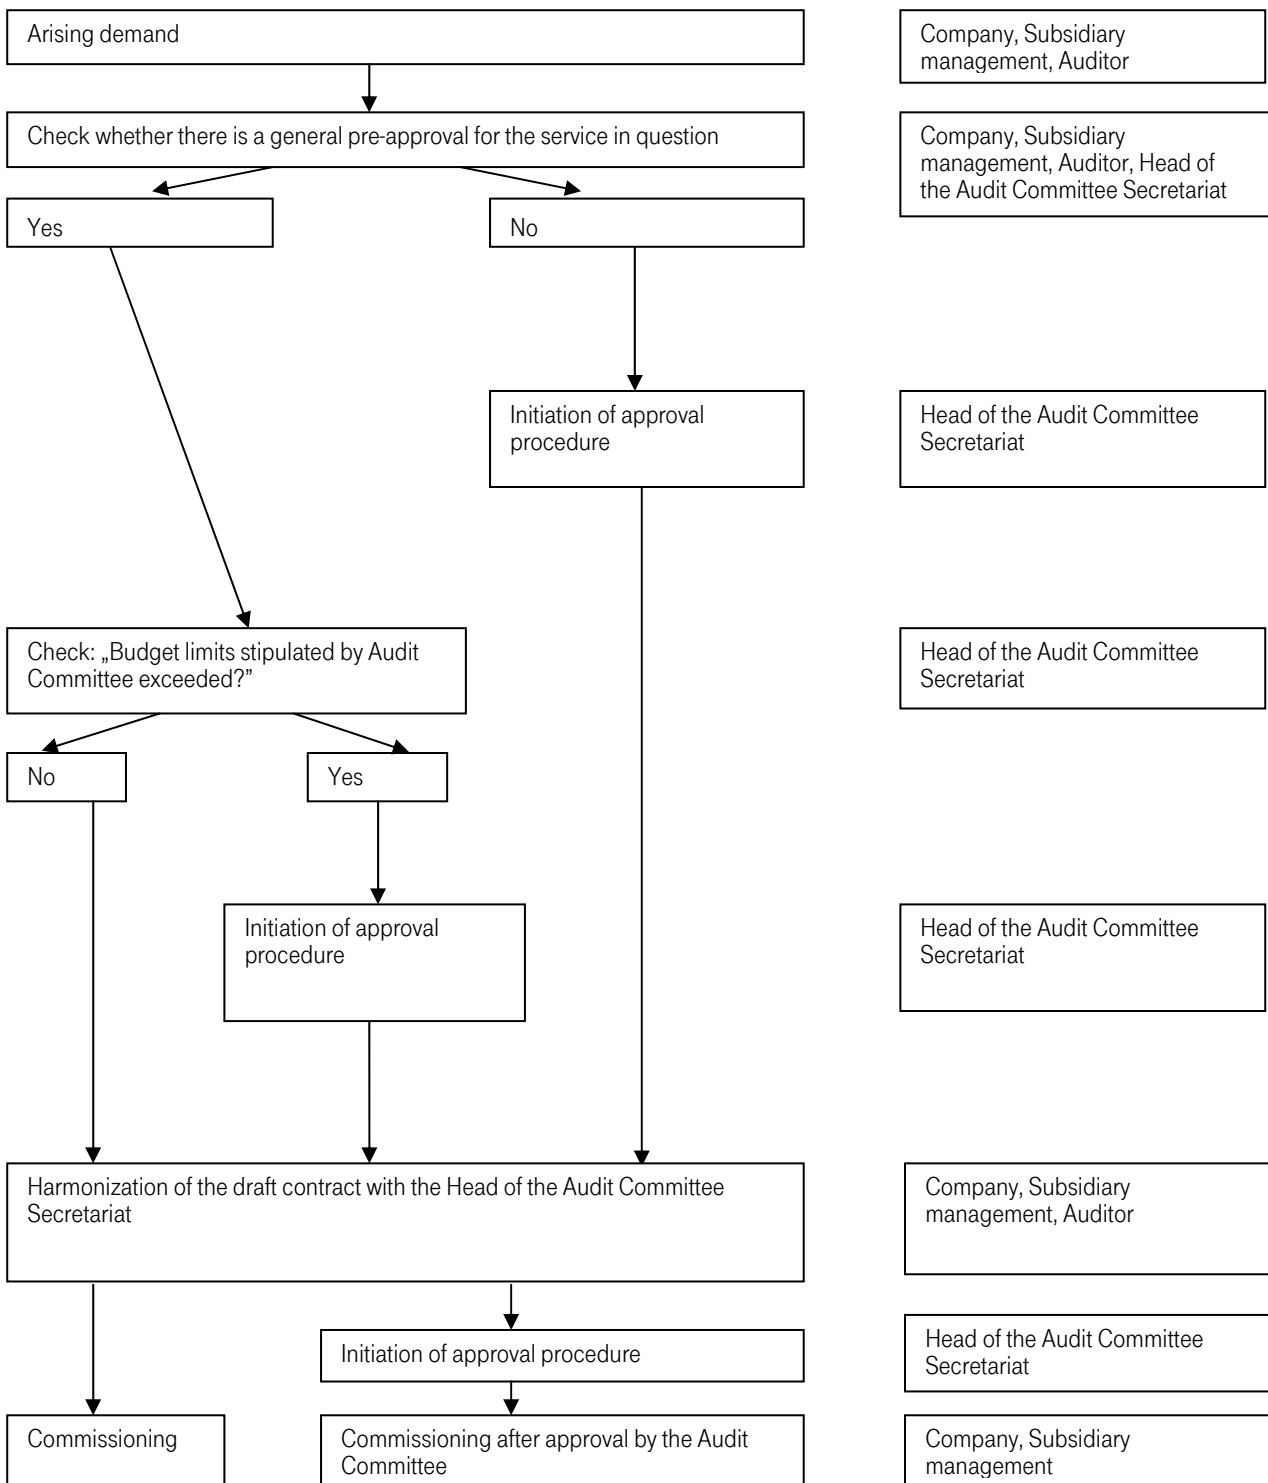 Arising demand
Company, Subsidiary
management, Auditor
Check whether there is a general pre-approval for the service in question
Company, Subsidiary
management, Auditor, Head of
the Audit Committee Secretariat
Yes
No
Initiation of approval
procedure
Head of the Audit Committee
Secretariat
Check: „Budget limits stipulated by Audit
Committee exceeded?”
Head of the Audit Committee
Secretariat
No
Yes
Initiation of approval
procedure
Head of the Audit Committee
Secretariat
Harmonization of the draft contract with the Head of the Audit Committee
Secretariat
Company, Subsidiary
management, Auditor
Initiation of approval procedure
Head of the Audit Committee
Secretariat
Commissioning
Commissioning after approval by the Audit
Committee
Company, Subsidiary
management